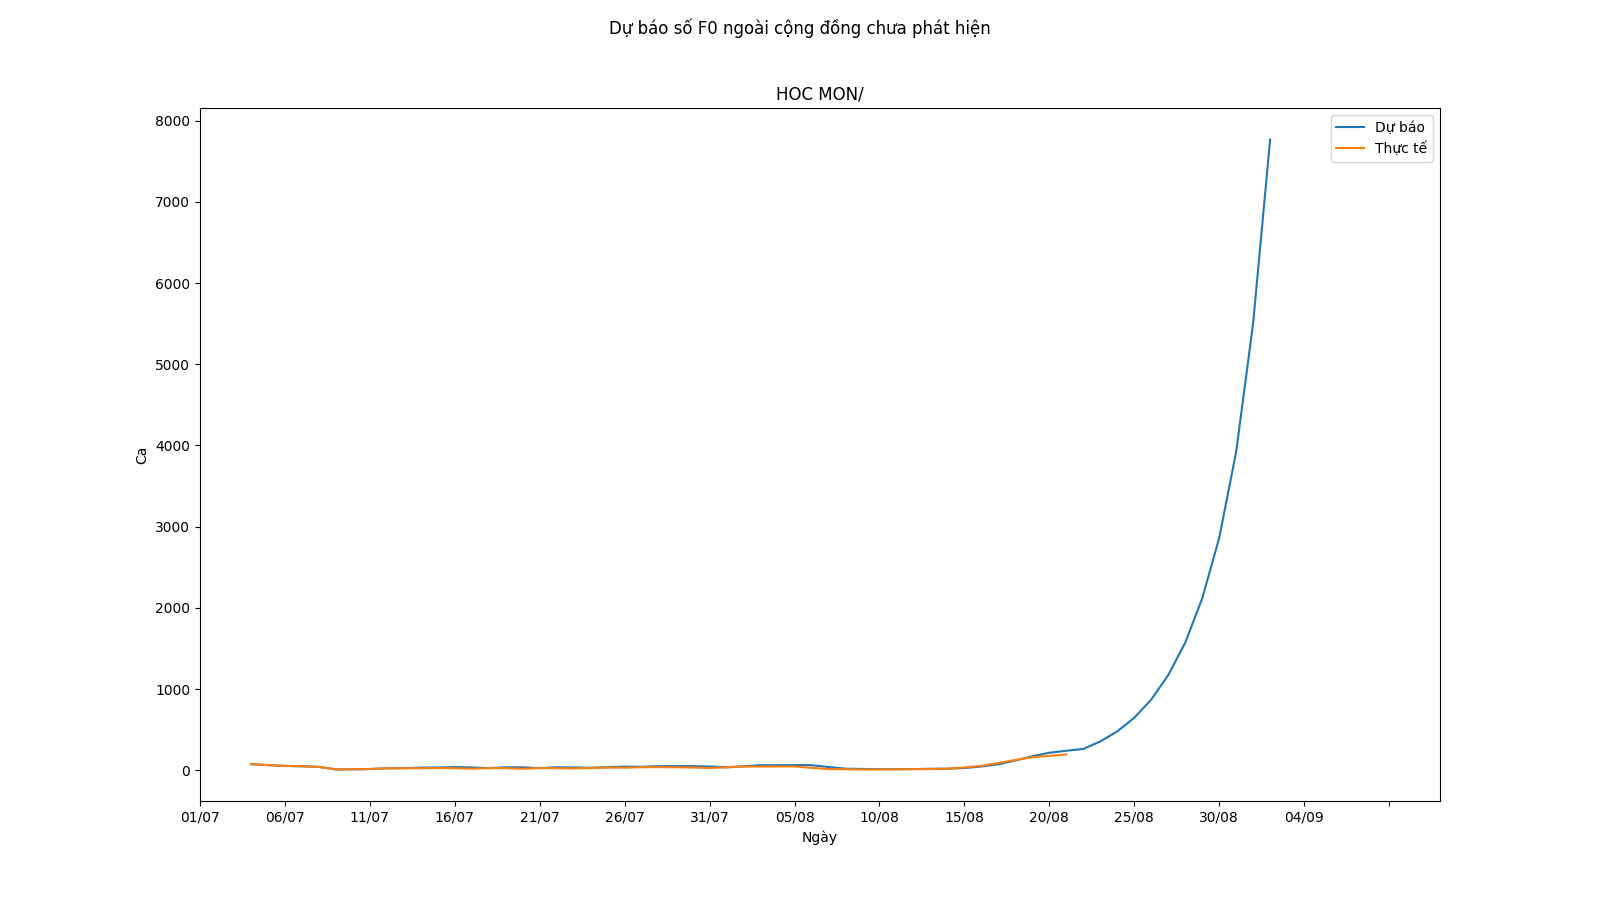 Dự báo số F0 ngoài cộng đồng chưa phát hiện
HOC MON/
8000
7000
6000
5000
4000
3000
2000
1000
0
Ca
Dự báo
Thực tế
01/07 06/07 11/07 16/07 21/07 26/07 31/07 05/08 10/08 15/08 20/08 25/08 30/08 04/09
Ngày